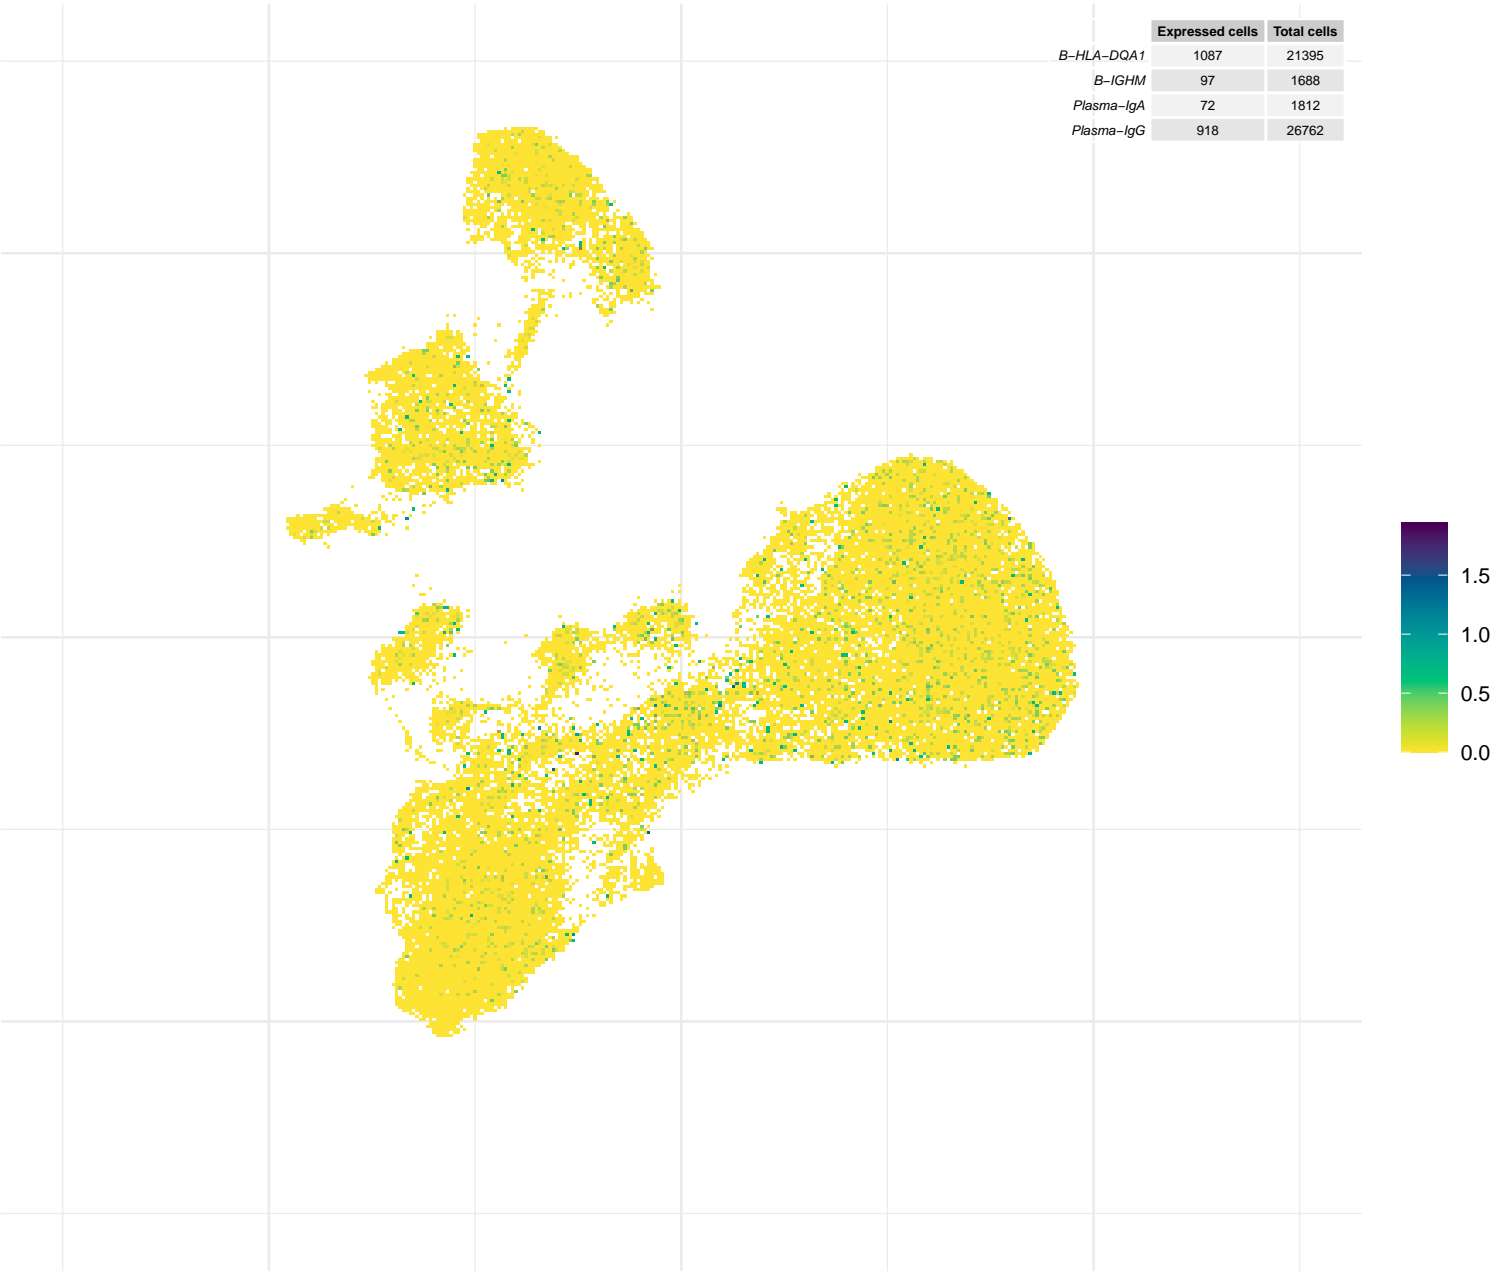 Expressed cells Total cells
B−HLA−DQA1 1087 21395
B−IGHM 97 1688
Plasma−IgA 72 1812
Plasma−IgG 918 26762
1.5
1.0
0.5
0.0